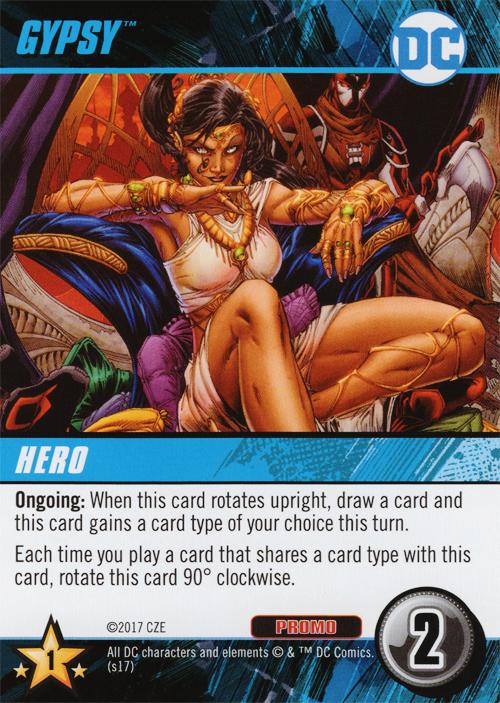 GYPSY™
DC
HERO
Ongoing: When this card rotates upright, draw a card and
this card gains a card type of your choice this turn.
Each time you play a card that shares a card type with this
card, rotate this card 90° clockwise.
1
©2017 CZE
PROMO
All DC characters and elements © & ™ DC Comics.
(s17)
2